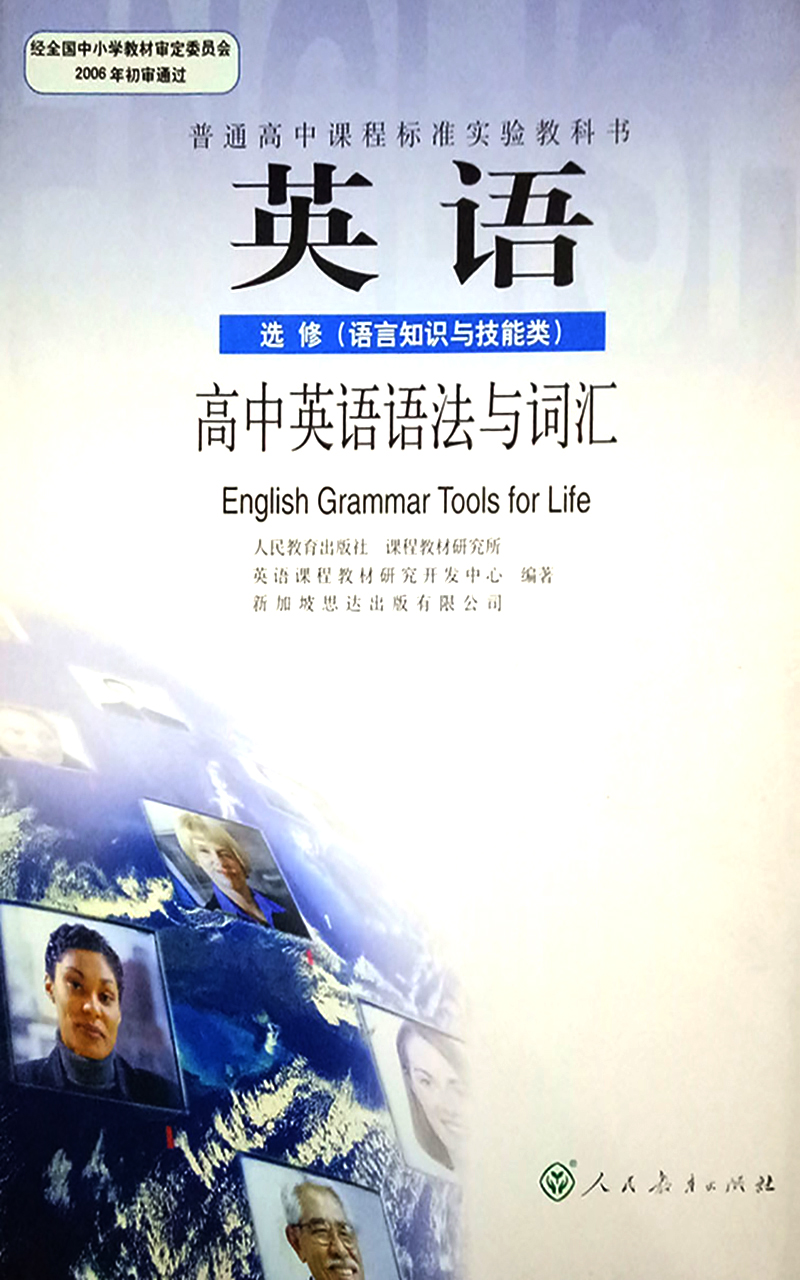 经全国中小学教材审定委员会
2006年初审通过
普通高中课程标准实验教科书
英语
选修（语言知识与技能类）
高中英语语法与词汇
English Grammar Tools for Life
人民教育出版社 课程教材研究所
英语课程教材研究开发中心 编著
新加坡思达出版有限公司
人民教育出版社